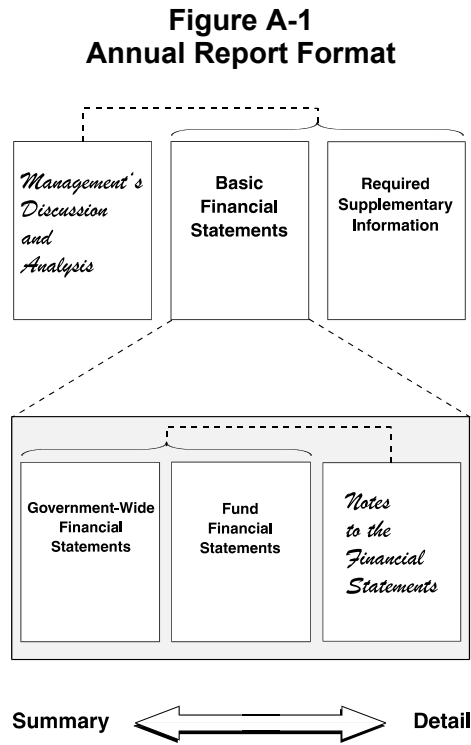 Figure A-1
Annual Report Format
Management's
Discussion
and
Analysis
Basic
Financial
Statements
Required
Supplementary
Information
Government-Wide
Financial
Statements
Fund
Financial
Statements
Notes
to the
Financial
Statements
Summary
Detail